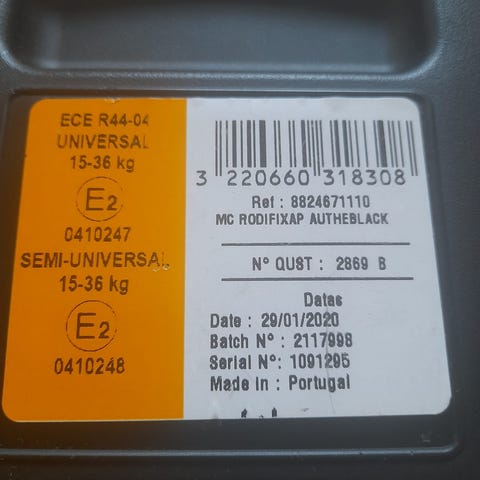 ECE R44-04
UNIVERSAL
15-36 kg
E2
0410247
SEMI-UNIVERSAL
15-36 kg
E2
0410248
3 220660 318308
Ref : 8824671110
MC RODIFIXAP AUTHEBLACK
N° QUST : 2869 B
Datas
Date : 29/01/2020
Batch N° : 2117998
Serial N° : 1091295
Made in : Portugal